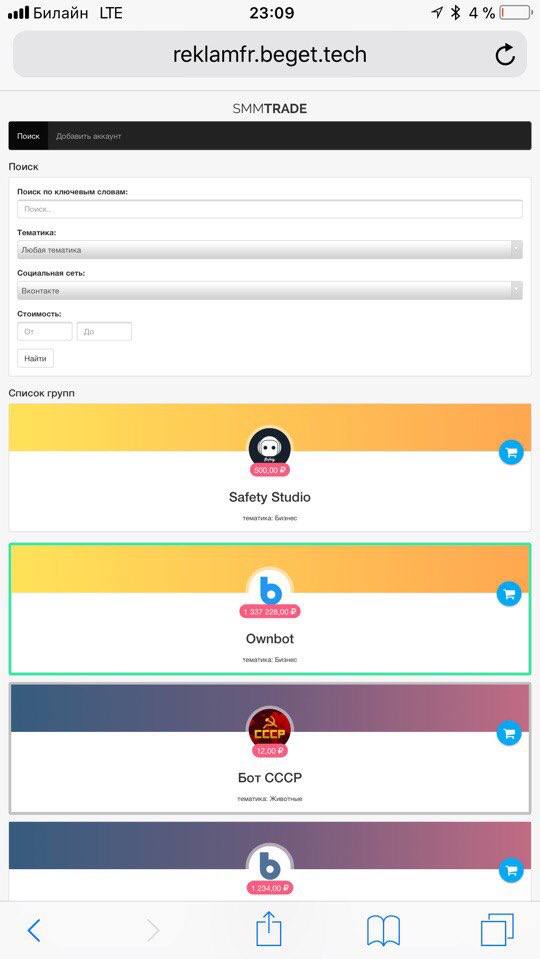 Билайн LTE 23:09 4 %
reklamfr.beget.tech
SMMTRADE
Поиск Добавить аккаунт
Поиск
Поиск по ключевым словам:
Поиск..
Тематика:
Любая тематика
Социальная сеть:
Вконтакте
Стоимость:
От До
Найти
Список групп
500,00 ₽
Safety Studio
тематика: Бизнес
b
1 337 228,00 ₽
Ownbot
тематика: Бизнес
СССР
12,00 ₽
Бот СССР
тематика: Животные
b
1 234,00 ₽